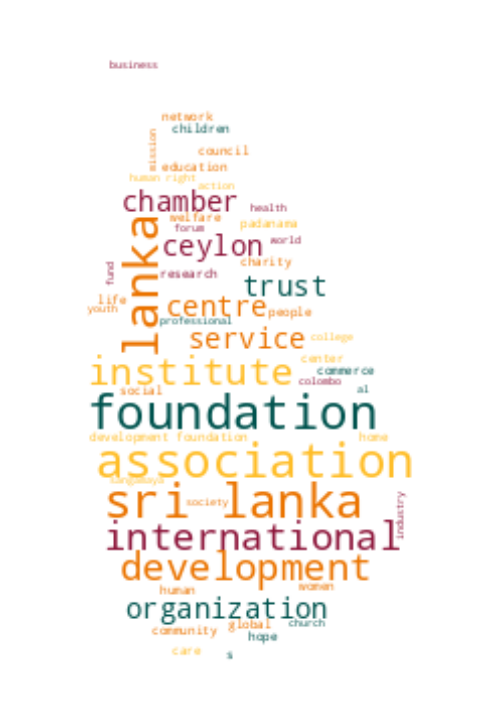 business
network
children
mission
council
education
human right
action
chamber
health
welfare
padanama
lanka
forum
ceylon
world
charity
fund
research
trust
life
centre
people
youth
professional
service
college
center
institute
commerce
colombo
social
al
foundation
development foundation
home
association
sangamaya
sri lanka
society
industry
international
development
human
women
organization
global
church
community
hope
care
s